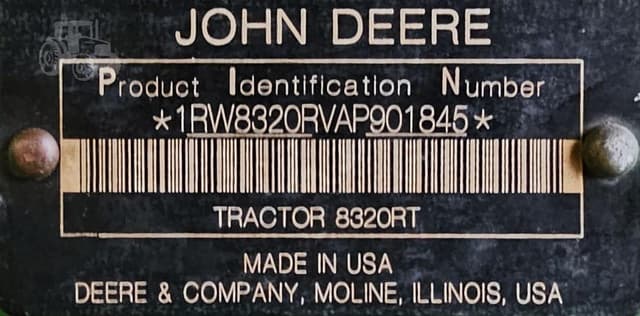 JOHN DEERE
Product Identification Number
*1RW8320RVAP901845*
TRACTOR 8320RT
MADE IN USA
DEERE & COMPANY, MOLINE, ILLINOIS, USA